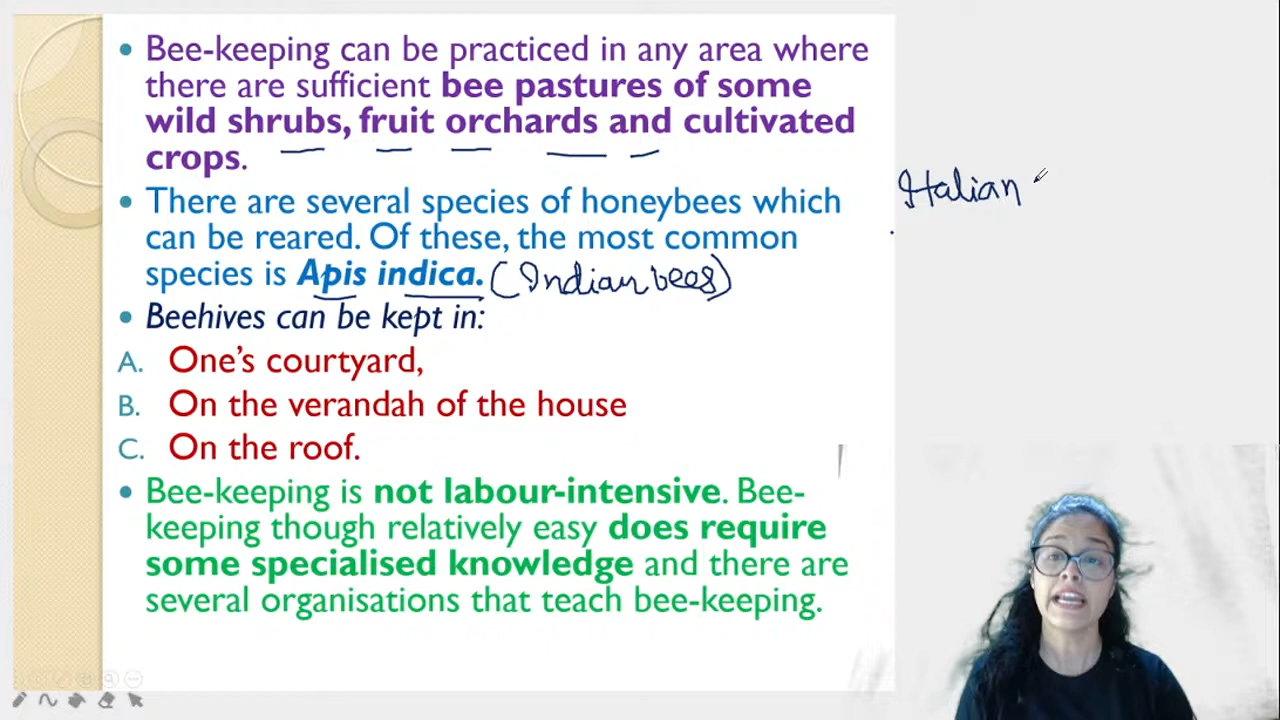 • Bee-keeping can be practiced in any area where
there are sufficient bee pastures of some
wild shrubs, fruit orchards and cultivated
crops.
• There are several species of honeybees which
can be reared. Of these, the most common
species is Apis indica. (Indian bees)
• Beehives can be kept in:
A. One's courtyard,
B. On the verandah of the house
C. On the roof.
• Bee-keeping is not labour-intensive. Bee-
keeping though relatively easy does require
some specialised knowledge and there are
several organisations that teach bee-keeping.
Italian